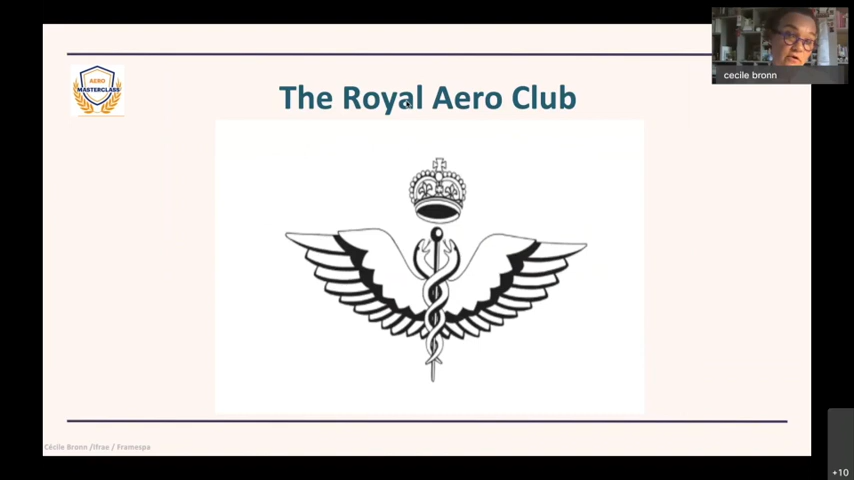 AERO
MASTERCLASS
The Royal Aero Club
cecile bronn
Cécile Bronn /Ifrae / Framespa
+10